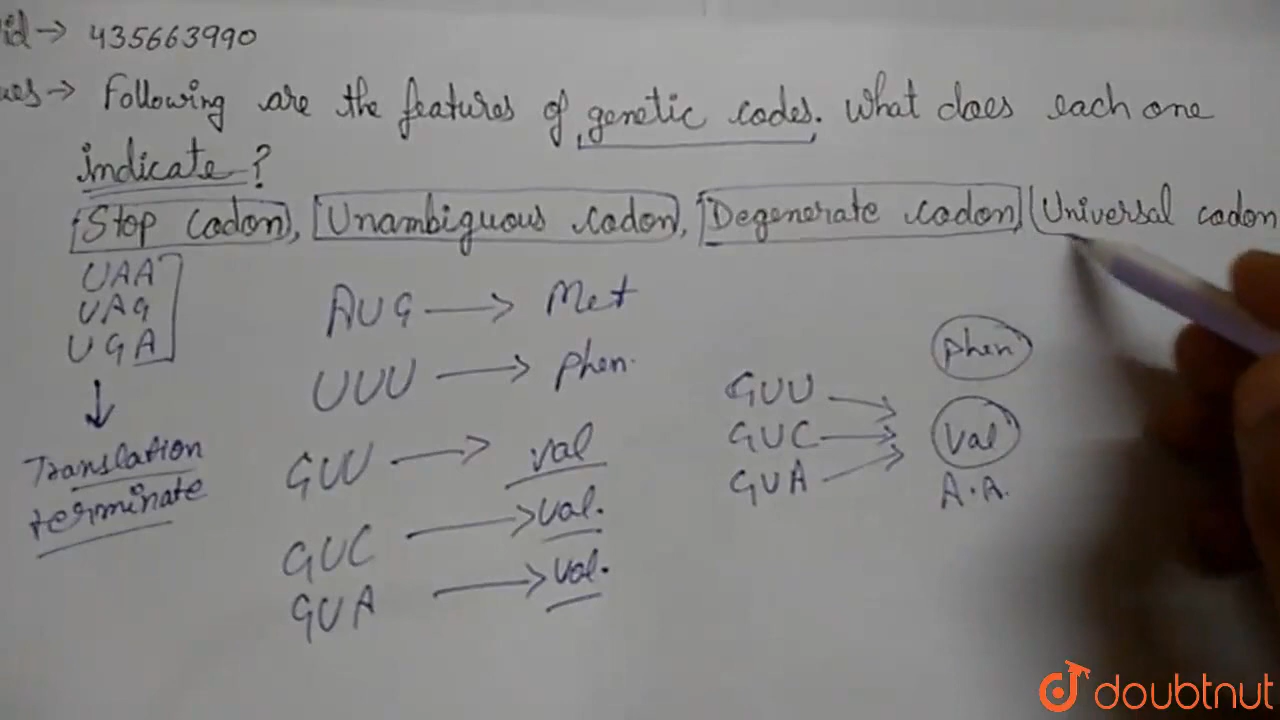 id → 435663990
ues → Following are the features of genetic codes. What does each one
indicate ?
Stop codon, Unambiguous codon, Degenerate codon, Universal codon
UAA
UAG
UGA
Translation
terminate
AUG → Met
UUU → Phen.
GUU → val
GUC → val.
GUA → val.
phen
GUU
GUC → Val
GUA
A.A.
doubtnut